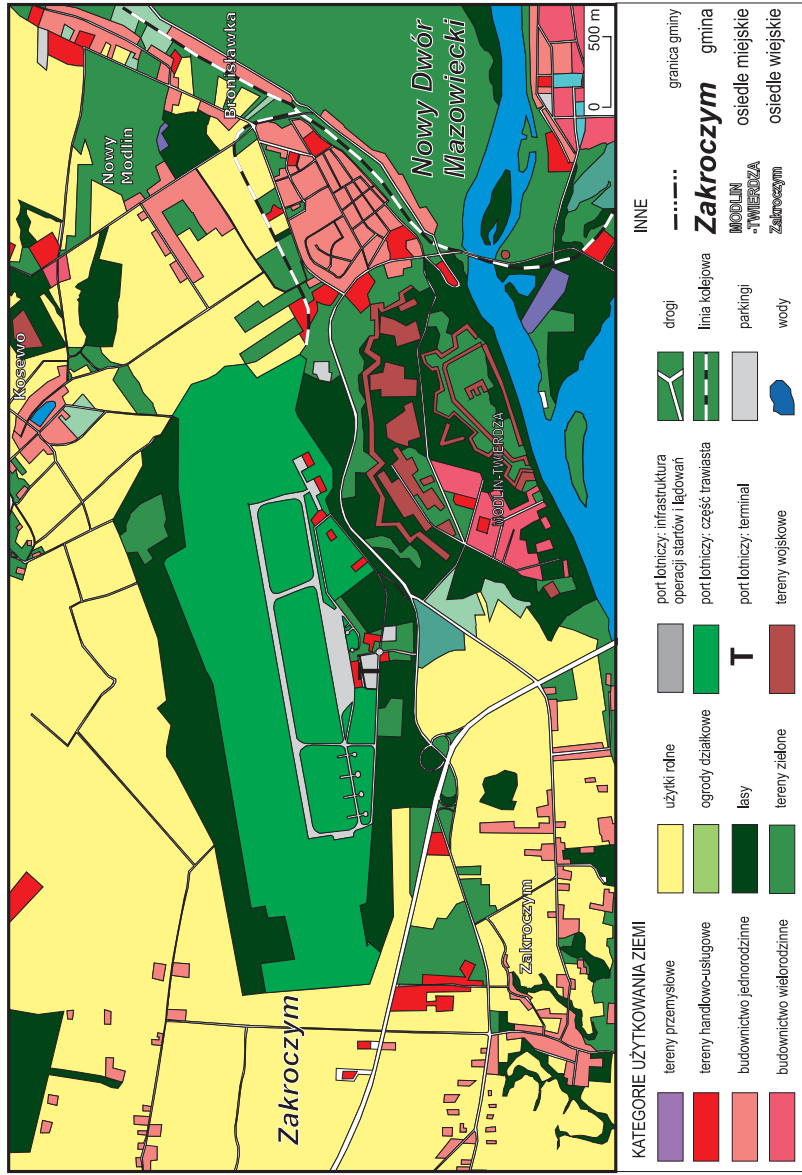 Kosewo
Nowy
Modlin
Bronisławka
Zakroczym
Nowy Dwór
Mazowiecki
MODLIN-TWIERDZA
Zakroczym
T
0 500 m
KATEGORIE UŻYTKOWANIA ZIEMI
tereny przemysłowe
tereny handlowo-usługowe
budownictwo jednorodzinne
budownictwo wielorodzinne
użytki rolne
ogrody działkowe
lasy
tereny zielone
port lotniczy: infrastruktura
operacji startów i lądowań
port lotniczy: część trawiasta
T
port lotniczy: terminal
tereny wojskowe
drogi
linia kolejowa
parkingi
wody
INNE
granica gminy
Zakroczym gmina
MODLIN
-TWIERDZA osiedle miejskie
Zakroczym osiedle wiejskie